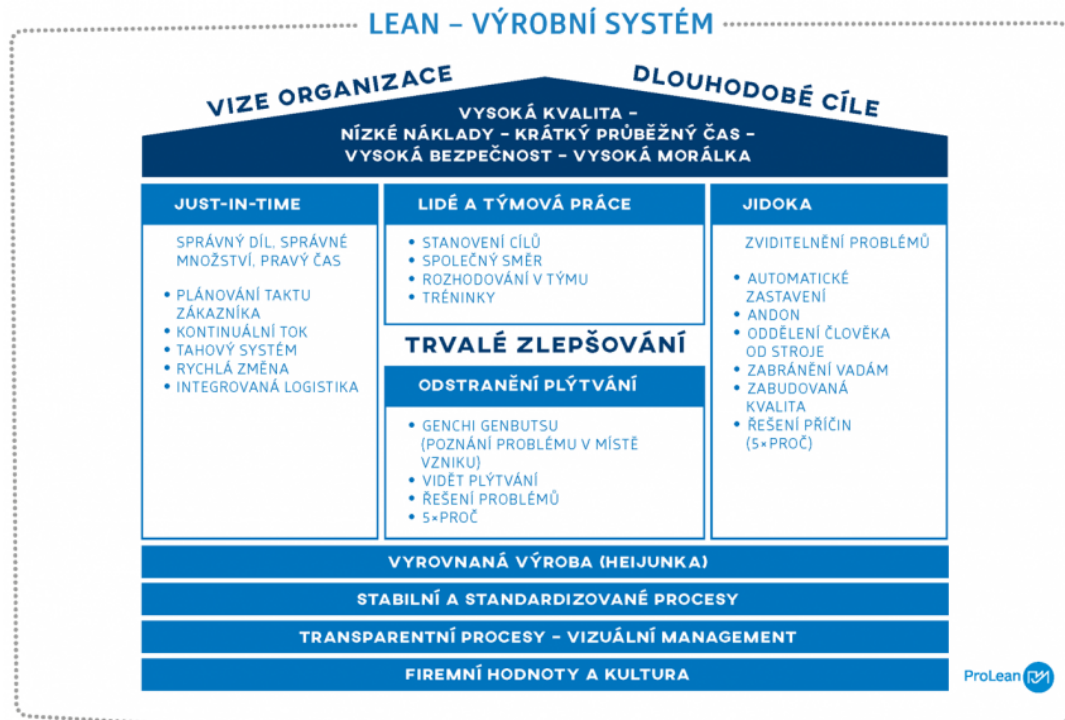 LEAN – VÝROBNÍ SYSTÉM
VIZE ORGANIZACE
DLOUHODOBÉ CÍLE
VYSOKÁ KVALITA –
NÍZKÉ NÁKLADY – KRÁTKÝ PRŮBĚŽNÝ ČAS –
VYSOKÁ BEZPEČNOST – VYSOKÁ MORÁLKA
JUST-IN-TIME
SPRÁVNÝ DÍL, SPRÁVNÉ
MNOŽSTVÍ, PRAVÝ ČAS
• PLÁNOVÁNÍ TAKTU
ZÁKAZNÍKA
• KONTINUÁLNÍ TOK
• TAHOVÝ SYSTÉM
• RYCHLÁ ZMĚNA
• INTEGROVANÁ LOGISTIKA
LIDÉ A TÝMOVÁ PRÁCE
• STANOVENÍ CÍLŮ
• SPOLEČNÝ SMĚR
• ROZHODOVÁNÍ V TÝMU
• TRÉNINKY
TRVALÉ ZLEPŠOVÁNÍ
ODSTRANĚNÍ PLÝTVÁNÍ
• GENCHI GENBUTSU
(POZNÁNÍ PROBLÉMU V MÍSTĚ
VZNIKU)
• VIDĚT PLÝTVÁNÍ
• ŘEŠENÍ PROBLÉMŮ
• 5×PROČ
JIDOKA
ZVIDITELNĚNÍ PROBLÉMŮ
• AUTOMATICKÉ
ZASTAVENÍ
• ANDON
• ODDĚLENÍ ČLOVĚKA
OD STROJE
• ZABRÁNĚNÍ VADÁM
• ZABUDOVANÁ
KVALITA
• ŘEŠENÍ PŘÍČIN
(5×PROČ)
VYROVNANÁ VÝROBA (HEIJUNKA)
STABILNÍ A STANDARDIZOVANÉ PROCESY
TRANSPARENTNÍ PROCESY – VIZUÁLNÍ MANAGEMENT
FIREMNÍ HODNOTY A KULTURA
ProLean